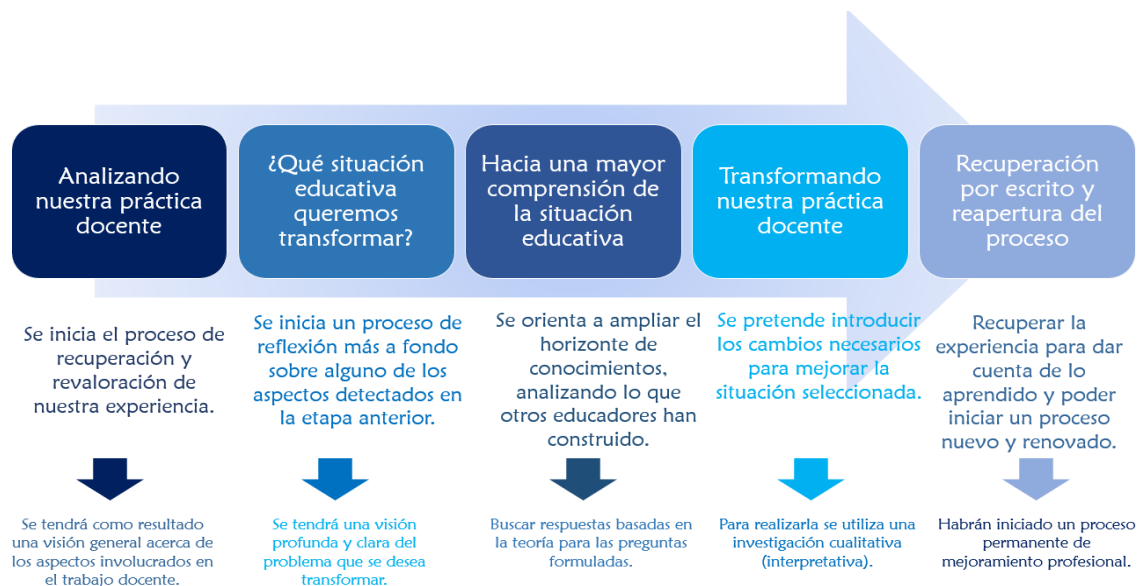 Analizando
nuestra práctica
docente
¿Qué situación
educativa
queremos
transformar?
Hacia una mayor
comprensión de
la situación
educativa
Transformando
nuestra práctica
docente
Recuperación
por escrito y
reapertura del
proceso
Se inicia el proceso de
recuperación y
revaloración de
nuestra experiencia.
Se inicia un proceso de
reflexión más a fondo
sobre alguno de los
aspectos detectados en
la etapa anterior.
Se orienta a ampliar el
horizonte de
conocimientos,
analizando lo que
otros educadores han
construido.
Se pretende introducir
los cambios necesarios
para mejorar la
situación seleccionada.
Recuperar la
experiencia para dar
cuenta de lo
aprendido y poder
iniciar un proceso
nuevo y renovado.
Se tendrá como resultado
una visión general acerca de
los aspectos involucrados en
el trabajo docente.
Se tendrá una visión
profunda y clara del
problema que se desea
transformar.
Buscar respuestas basadas en
la teoría para las preguntas
formuladas.
Para realizarla se utiliza una
investigación cualitativa
(interpretativa).
Habrán iniciado un proceso
permanente de
mejoramiento profesional.